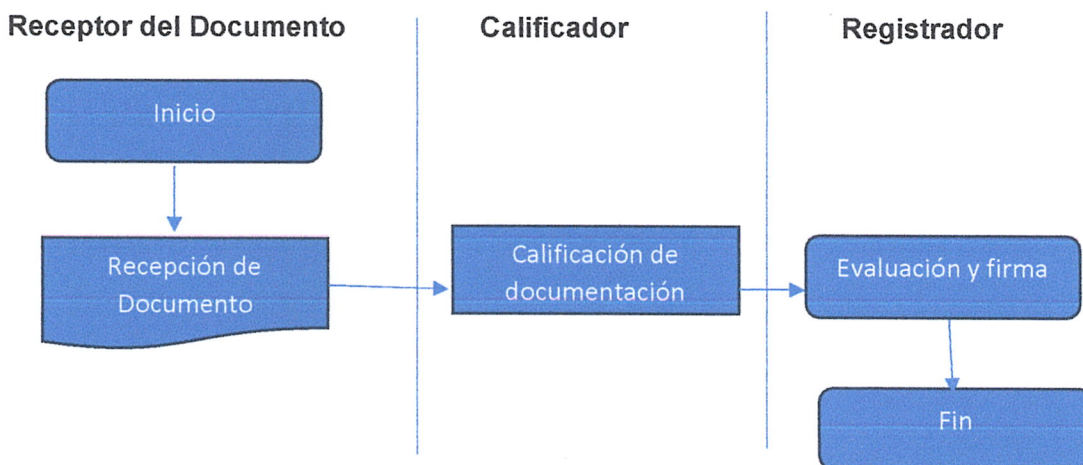 Receptor del Documento
Calificador
Registrador
Inicio
Recepción de
Documento
Calificación de
documentación
Evaluación y firma
Fin